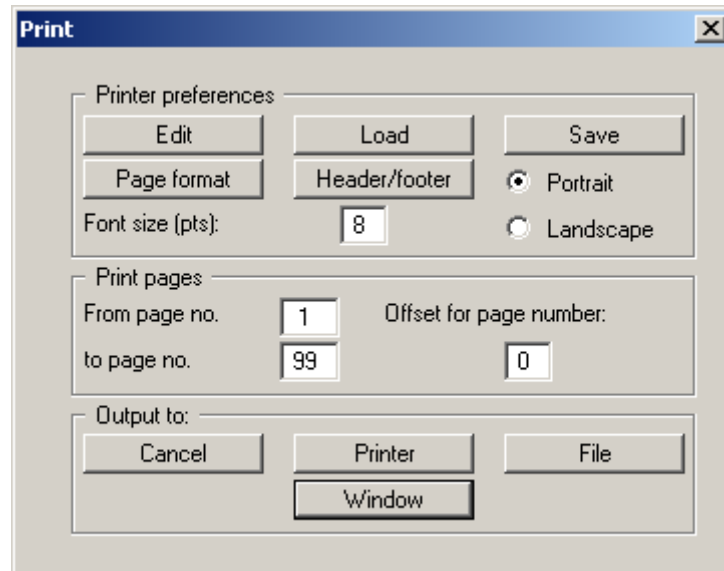 Print
Printer preferences
Edit Load Save
Page format Header/footer Portrait
Font size (pts): 8 Landscape
Print pages
From page no. 1 Offset for page number:
to page no. 99 0
Output to:
Cancel Printer File
Window